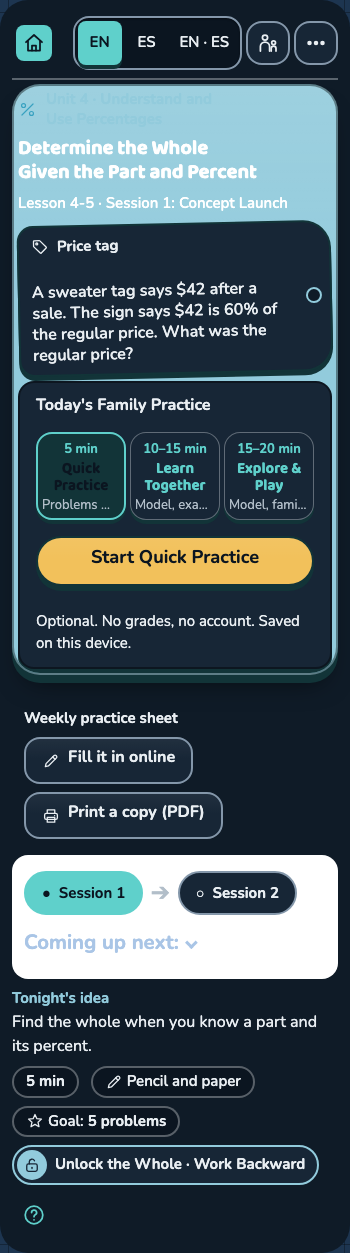 EN ES EN · ES
Unit 4 · Understand and
Use Percentages
Determine the Whole
Given the Part and Percent
Lesson 4-5 · Session 1: Concept Launch
Price tag
A sweater tag says $42 after a
sale. The sign says $42 is 60% of
the regular price. What was the
regular price?
Today's Family Practice
5 min
Quick
Practice
Problems ...
10–15 min
Learn
Together
Model, exa...
15–20 min
Explore &
Play
Model, fami...
Start Quick Practice
Optional. No grades, no account. Saved
on this device.
Weekly practice sheet
Fill it in online
Print a copy (PDF)
Session 1
Session 2
Coming up next:
Tonight's idea
Find the whole when you know a part and
its percent.
5 min
Pencil and paper
Goal: 5 problems
Unlock the Whole · Work Backward